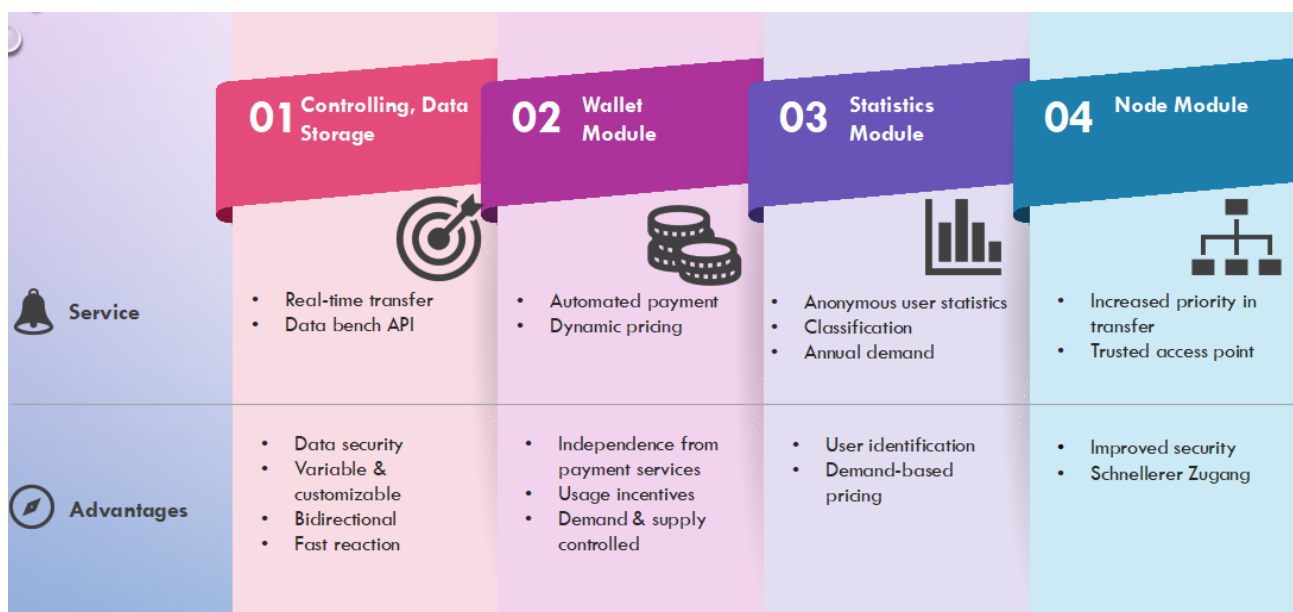 01 Controlling, Data
Storage
02 Wallet
Module
03 Statistics
Module
04 Node Module
Service
• Real-time transfer
• Data bench API
• Automated payment
• Dynamic pricing
• Anonymous user statistics
• Classification
• Annual demand
• Increased priority in
transfer
• Trusted access point
Advantages
• Data security
• Variable &
customizable
• Bidirectional
• Fast reaction
• Independence from
payment services
• Usage incentives
• Demand & supply
controlled
• User identification
• Demand-based
pricing
• Improved security
• Schnellerer Zugang